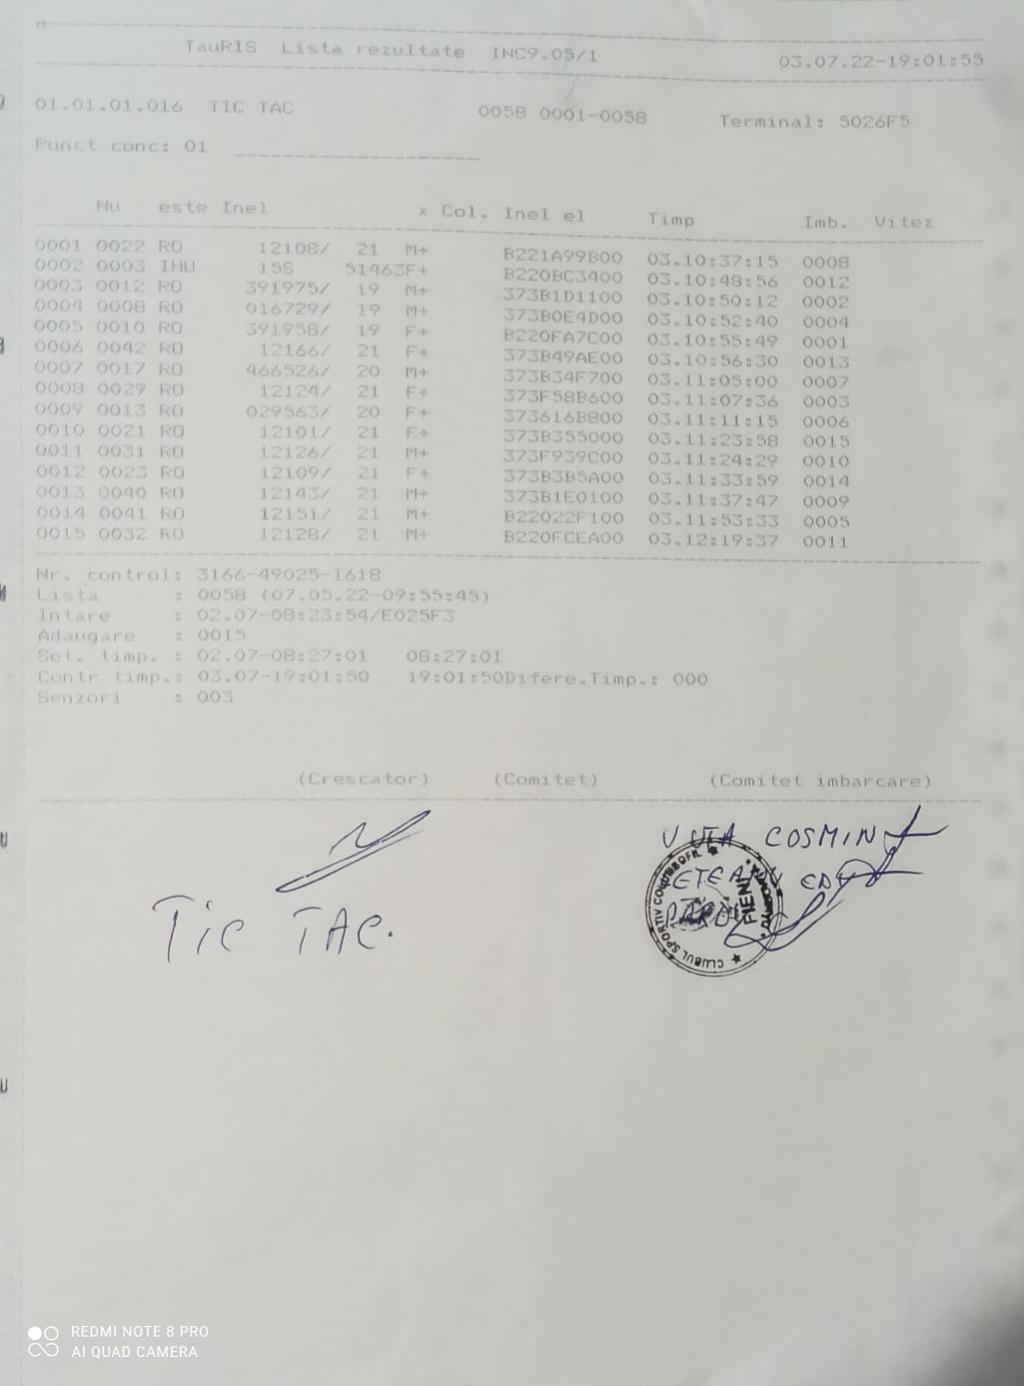 TauRIS Lista rezultate INC9.05/1 03.07.22-19:01:55
01.01.01.016 TIC TAC 0058 0001-0058 Terminal: 5026F5
Punct conc: 01
Nu este Inel x Col. Inel el Timp Imb. Vitez
0001 0022 RO 12108/ 21 M+ B221A99B00 03.10:37:15 0008
0002 0003 IHU 15S 51463F+ B220BC3400 03.10:48:56 0012
0003 0012 RO 391975/ 19 M+ 373B1D1100 03.10:50:12 0002
0004 0008 RO 016729/ 19 M+ 373B0E4D00 03.10:52:40 0004
0005 0010 RO 391958/ 19 F+ B220FA7C00 03.10:55:49 0001
0006 0042 RO 12166/ 21 F+ 373B49AE00 03.10:56:30 0013
0007 0017 RO 466526/ 20 M+ 373B34F700 03.11:05:00 0007
0008 0029 RO 12124/ 21 F+ 373F58B600 03.11:07:36 0003
0009 0013 RO 029563/ 20 F+ 373616B800 03.11:11:15 0006
0010 0021 RO 12101/ 21 F+ 373B355000 03.11:23:58 0015
0011 0031 RO 12126/ 21 M+ 373F939C00 03.11:24:29 0010
0012 0023 RO 12109/ 21 F+ 373B3B5A00 03.11:33:59 0014
0013 0040 RO 12143/ 21 M+ 373B1E0100 03.11:37:47 0009
0014 0041 RO 12151/ 21 M+ B22022F100 03.11:53:33 0005
0015 0032 RO 12128/ 21 M+ B220FCEA00 03.12:19:37 0011
Nr. control: 3166-49025-I618
Lista : 0058 (07.05.22-09:55:45)
Intare : 02.07-08:23:54/E025F3
Adaugare : 0015
Set. timp. : 02.07-08:27:01 08:27:01
Contr timp.: 03.07-19:01:50 19:01:50Difere.Timp.: 000
Senzori : 003
(Crescator) (Comitet) (Comitet imbarcare)
COSMIN
TIC TAC.
CLUBUL SPORTIV
FIENI
REDMI NOTE 8 PRO
AI QUAD CAMERA